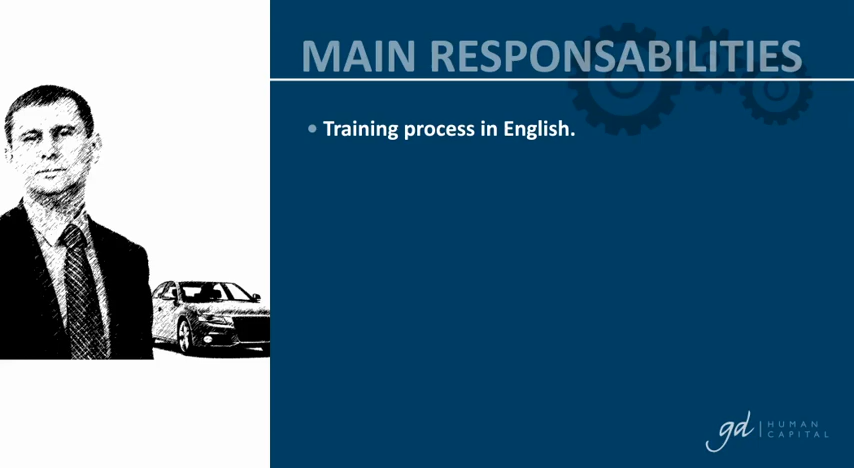 MAIN RESPONSABILITIES
• Training process in English.
gd | HUMAN
CAPITAL